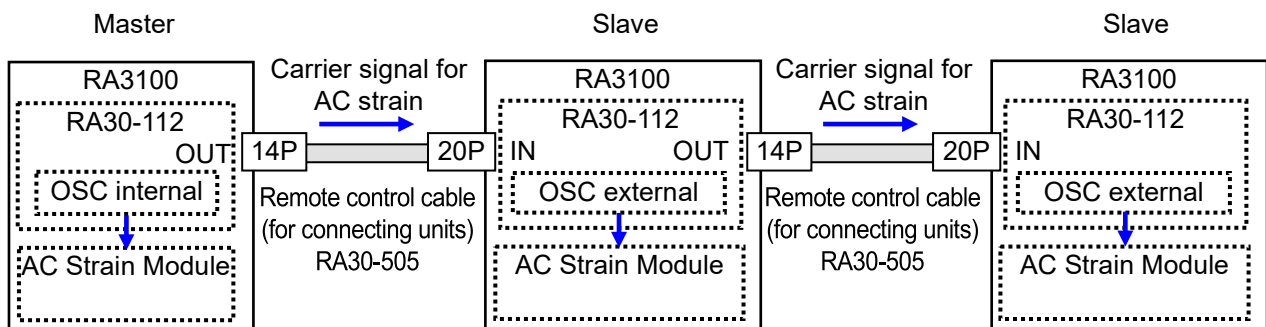 Master
Slave
Slave
RA3100
RA30-112
OUT
OSC internal
AC Strain Module
Carrier signal for
AC strain
14P
20P
Remote control cable
(for connecting units)
RA30-505
RA3100
RA30-112
IN
OUT
OSC external
AC Strain Module
Carrier signal for
AC strain
14P
20P
Remote control cable
(for connecting units)
RA30-505
RA3100
RA30-112
IN
OSC external
AC Strain Module